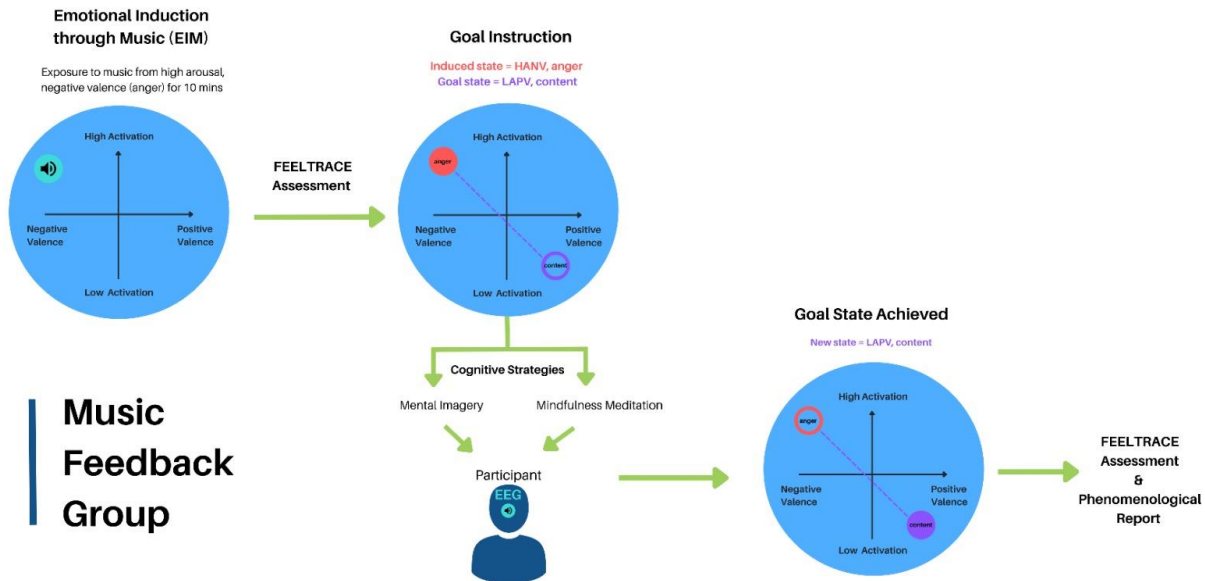 Emotional Induction
through Music (EIM)
Exposure to music from high arousal,
negative valence (anger) for 10 mins
High Activation
Negative
Valence
Positive
Valence
Low Activation
FEELTRACE
Assessment
Goal Instruction
Induced state = HANV, anger
Goal state = LAPV, content
High Activation
anger
Negative
Valence
Positive
Valence
content
Low Activation
Cognitive Strategies
Mental Imagery
Mindfulness Meditation
Participant
EEG
Goal State Achieved
New state = LAPV, content
High Activation
anger
Negative
Valence
Positive
Valence
content
Low Activation
FEELTRACE
Assessment
&
Phenomenological
Report
Music
Feedback
Group